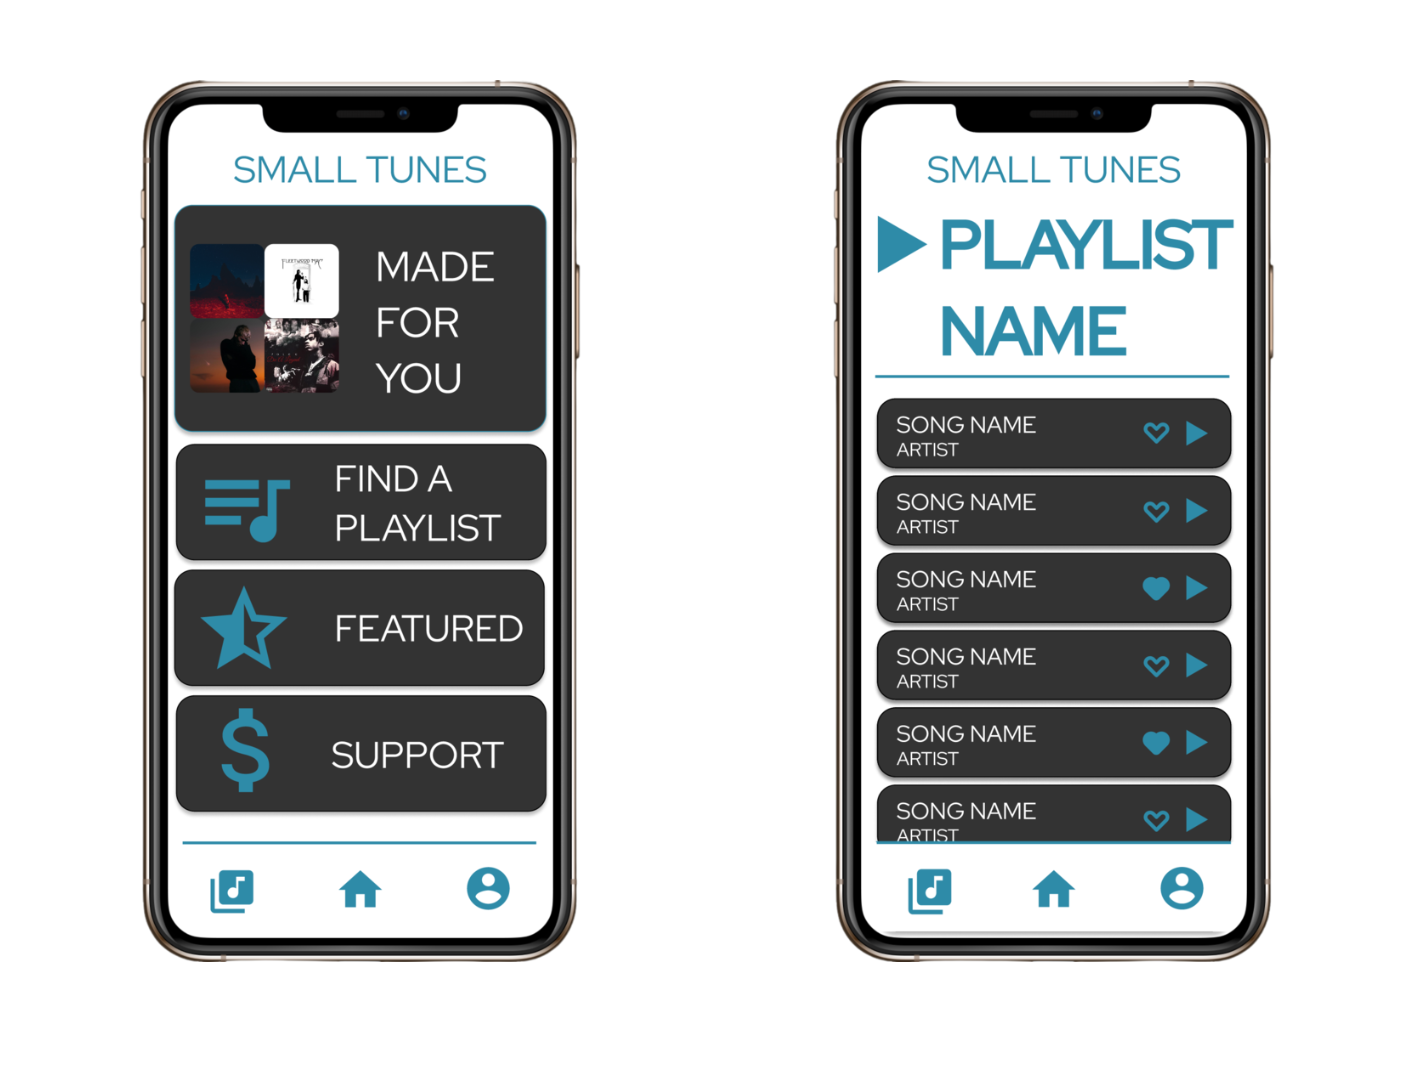 SMALL TUNES
MADE
FOR
YOU
FIND A
PLAYLIST
FEATURED
SUPPORT
SMALL TUNES
PLAYLIST
NAME
SONG NAME
ARTIST
SONG NAME
ARTIST
SONG NAME
ARTIST
SONG NAME
ARTIST
SONG NAME
ARTIST
SONG NAME
ARTIST